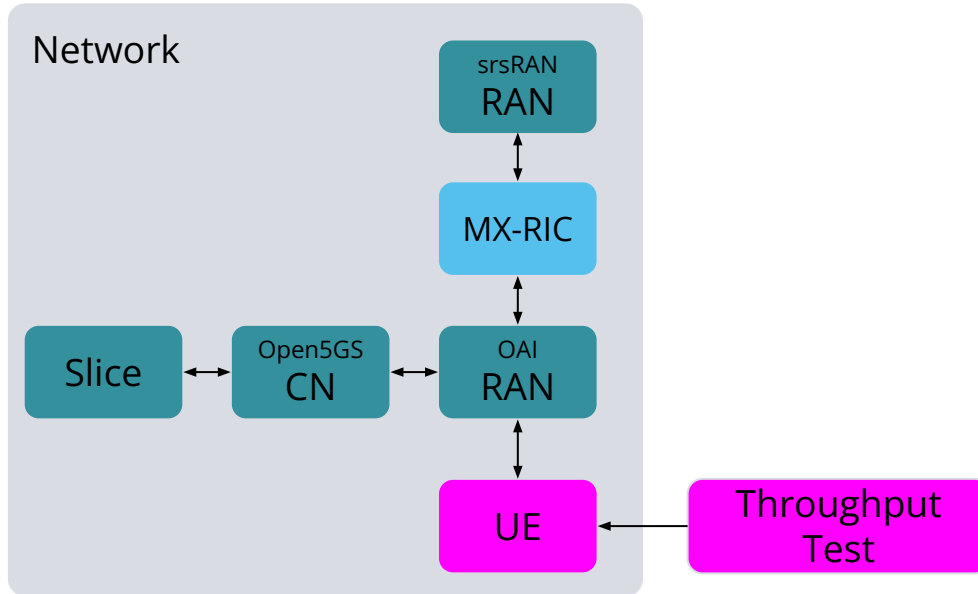 Network
srsRAN
RAN
MX-RIC
Slice
Open5GS
CN
OAI
RAN
UE
Throughput
Test